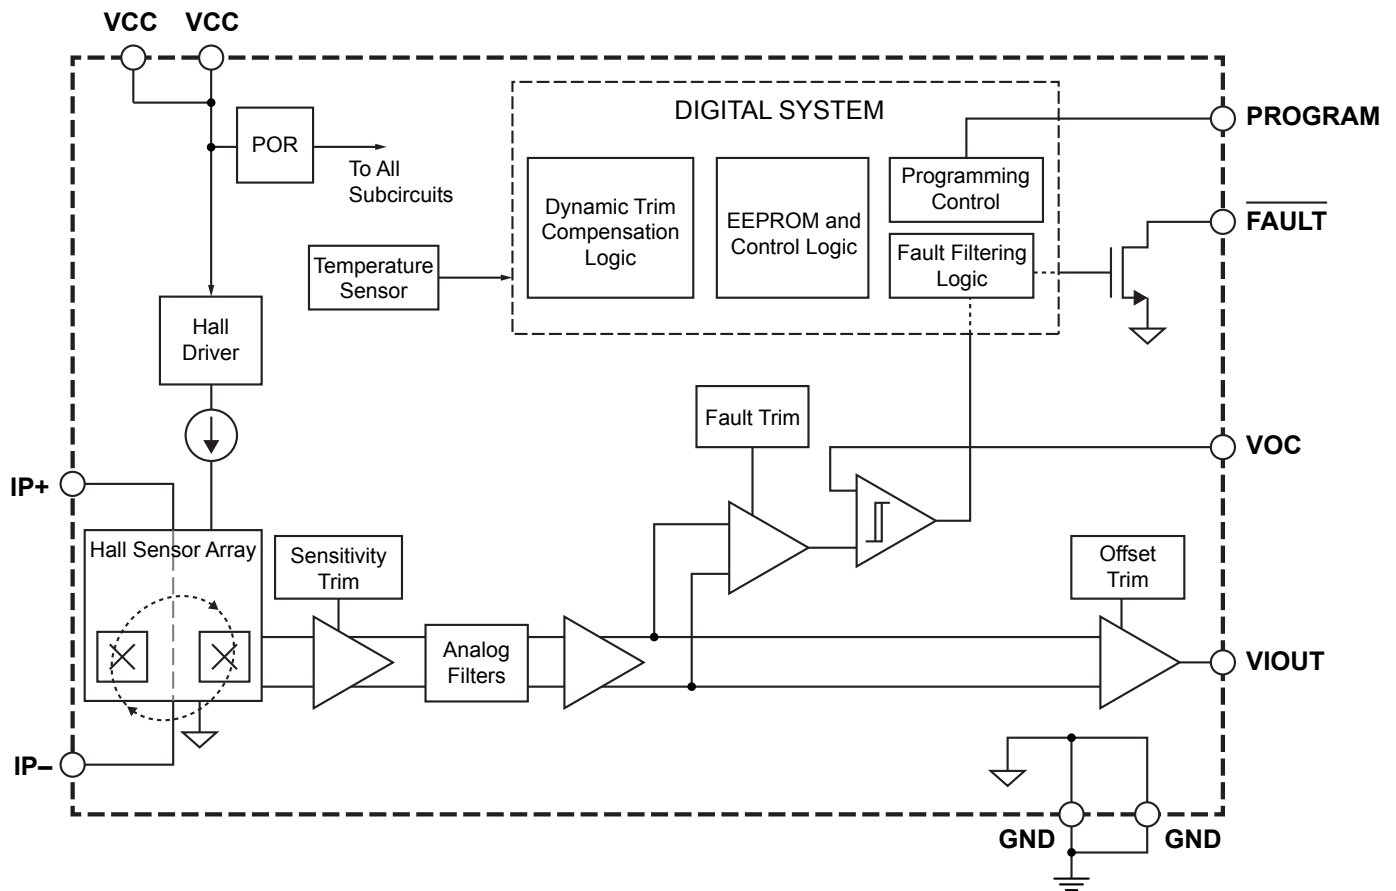 VCC VCC
DIGITAL SYSTEM
PROGRAM
POR
To All
Subcircuits
Dynamic Trim
Compensation
Logic
EEPROM and
Control Logic
Programming
Control
FAULT
Fault Filtering
Logic
Temperature
Sensor
Hall
Driver
Fault Trim
VOC
IP+
Hall Sensor Array
Sensitivity
Trim
Offset
Trim
Analog
Filters
VIOUT
IP–
GND GND